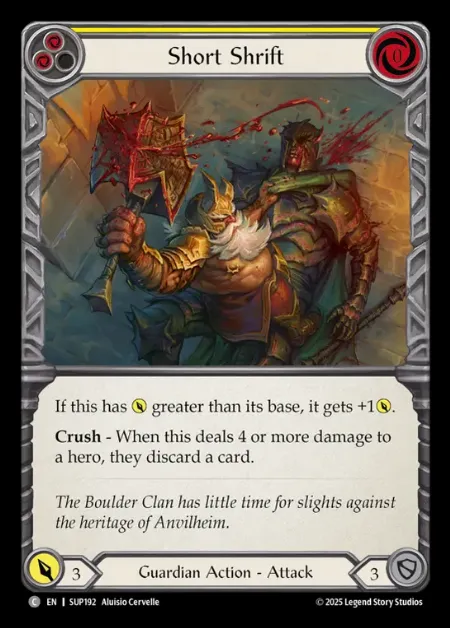 Short Shrift
0
If this has greater than its base, it gets +1.
Crush - When this deals 4 or more damage to
a hero, they discard a card.
The Boulder Clan has little time for slights against
the heritage of Anvilheim.
3
Guardian Action - Attack
3
C EN | SUP192 Aluisio Cervelle
© 2025 Legend Story Studios